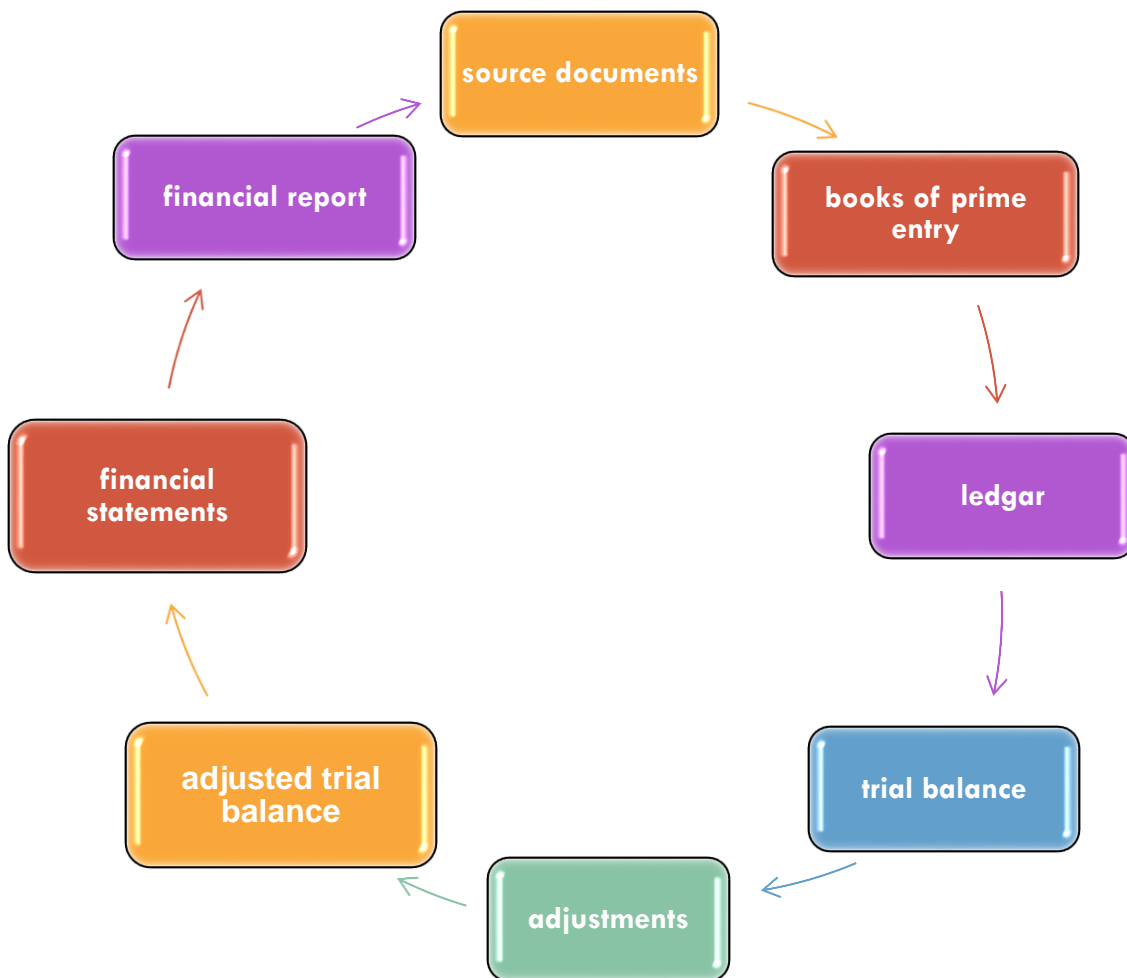 source documents
books of prime
entry
ledgar
trial balance
adjustments
adjusted trial
balance
financial
statements
financial report